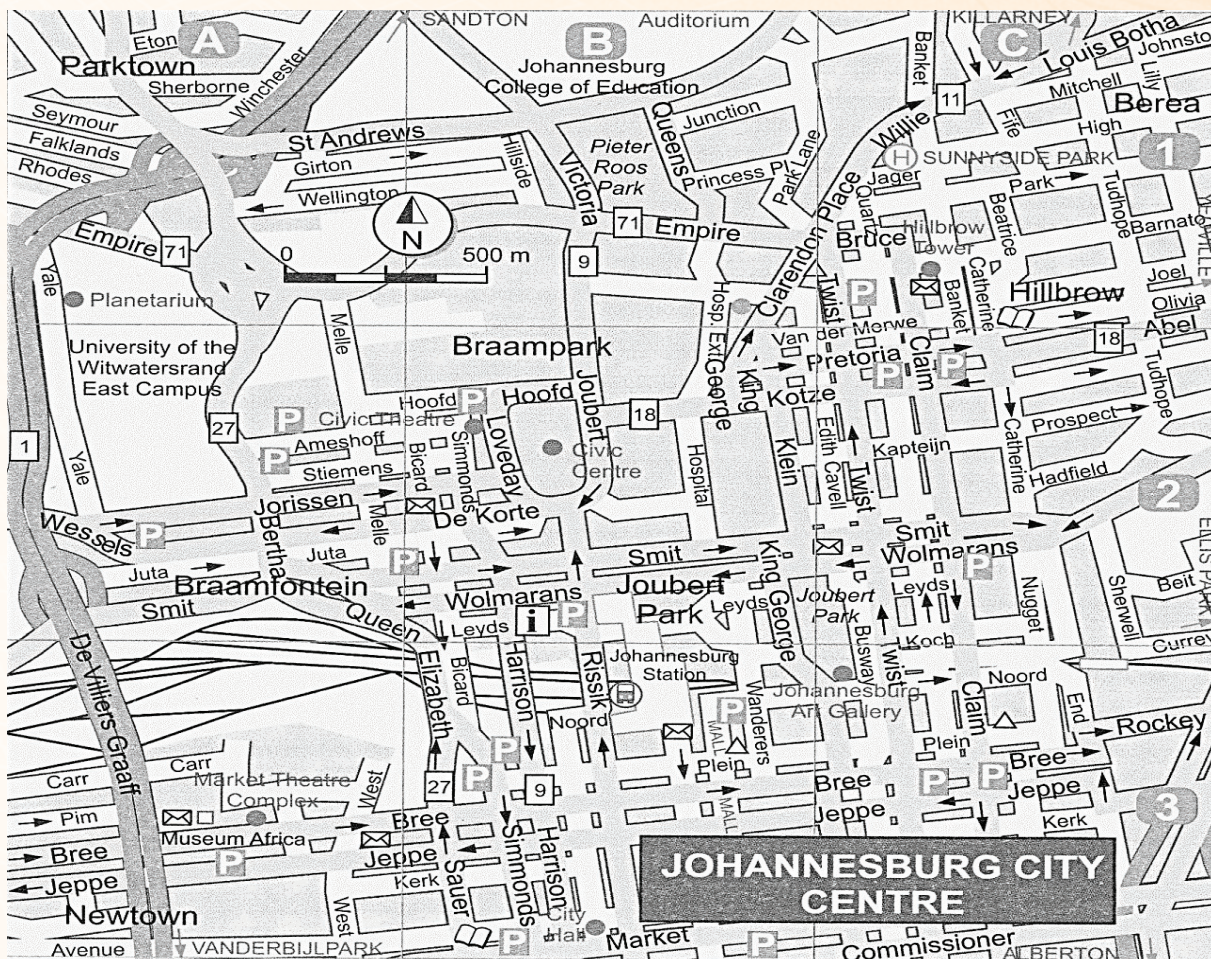 SANDTON
Auditorium
KILLARNEY
A
B
C
Eton
Parktown
Sherborne
Winchester
Johannesburg
College of Education
Banket
Louis Botha
Johnsto
Lilly
Mitchell
11
Berea
Seymour
Falklands
Rhodes
St Andrews
Girton
Wellington
Hillside
Victoria
Pieter
Roos
Park
Queens
Junction
Princess Pl
Park Lane
Willie
Fife
High
1
H
SUNNYSIDE PARK
Jager
Park
Tudhope
Barnato
Empire
71
N
0
500 m
71
Empire
9
Clarendon Place
Quartz
Bruce
Hillbrow
Tower
Beatrice
YEOVILLE
Yale
Planetarium
Hosp.
Ext
Twist
P
Banket
Catherine
Hillbrow
Joel
Olivia
Abel
18
University of the
Witwatersrand
East Campus
Melle
Braampark
Van der Merwe
Pretoria
Claim
P
P
Tudhope
1
27
P
Hoofd
P
Hoofd
Joubert
18
George
King
Kotze
Civic Theatre
Ameshoff
P
Stiemens
Bicard
Simmonds
Loveday
Civic
Centre
Hospital
Klein
Edith Cavell
Twist
Kapteijn
Catherine
Prospect
Hadfield
Yale
Jorissen
De Korte
2
Wessels
P
Bertha
Melle
Juta
P
Smit
Smit
Wolmarans
P
ELLIS PARK
Juta
Braamfontein
Smit
Wolmarans
Joubert
Park
King George
Joubert
Park
Leyds
Leyds
Nugget
Sherwell
Beit
Queen
Elizabeth
Leyds
i
P
Bicard
Harrison
Rissik
Johannesburg
Station
Busway
Koch
Currey
De Villiers Graaff
Noord
Wanderers
Johannesburg
Art Gallery
Twist
Claim
Noord
End
Rockey
MALL
P
Plein
Plein
Carr
Carr
West
Market Theatre
Complex
27
P
P
9
Bree
Jeppe
MALL
P
P
Bree
Jeppe
3
Pim
Museum Africa
Bree
Kerk
Bree
P
Jeppe
Kerk
Sauer
Simmonds
Harrison
JOHANNESBURG CITY
CENTRE
Jeppe
Newtown
West
City
Hall
Avenue
VANDERBIJLPARK
P
Market
P
Commissioner
ALBERTON